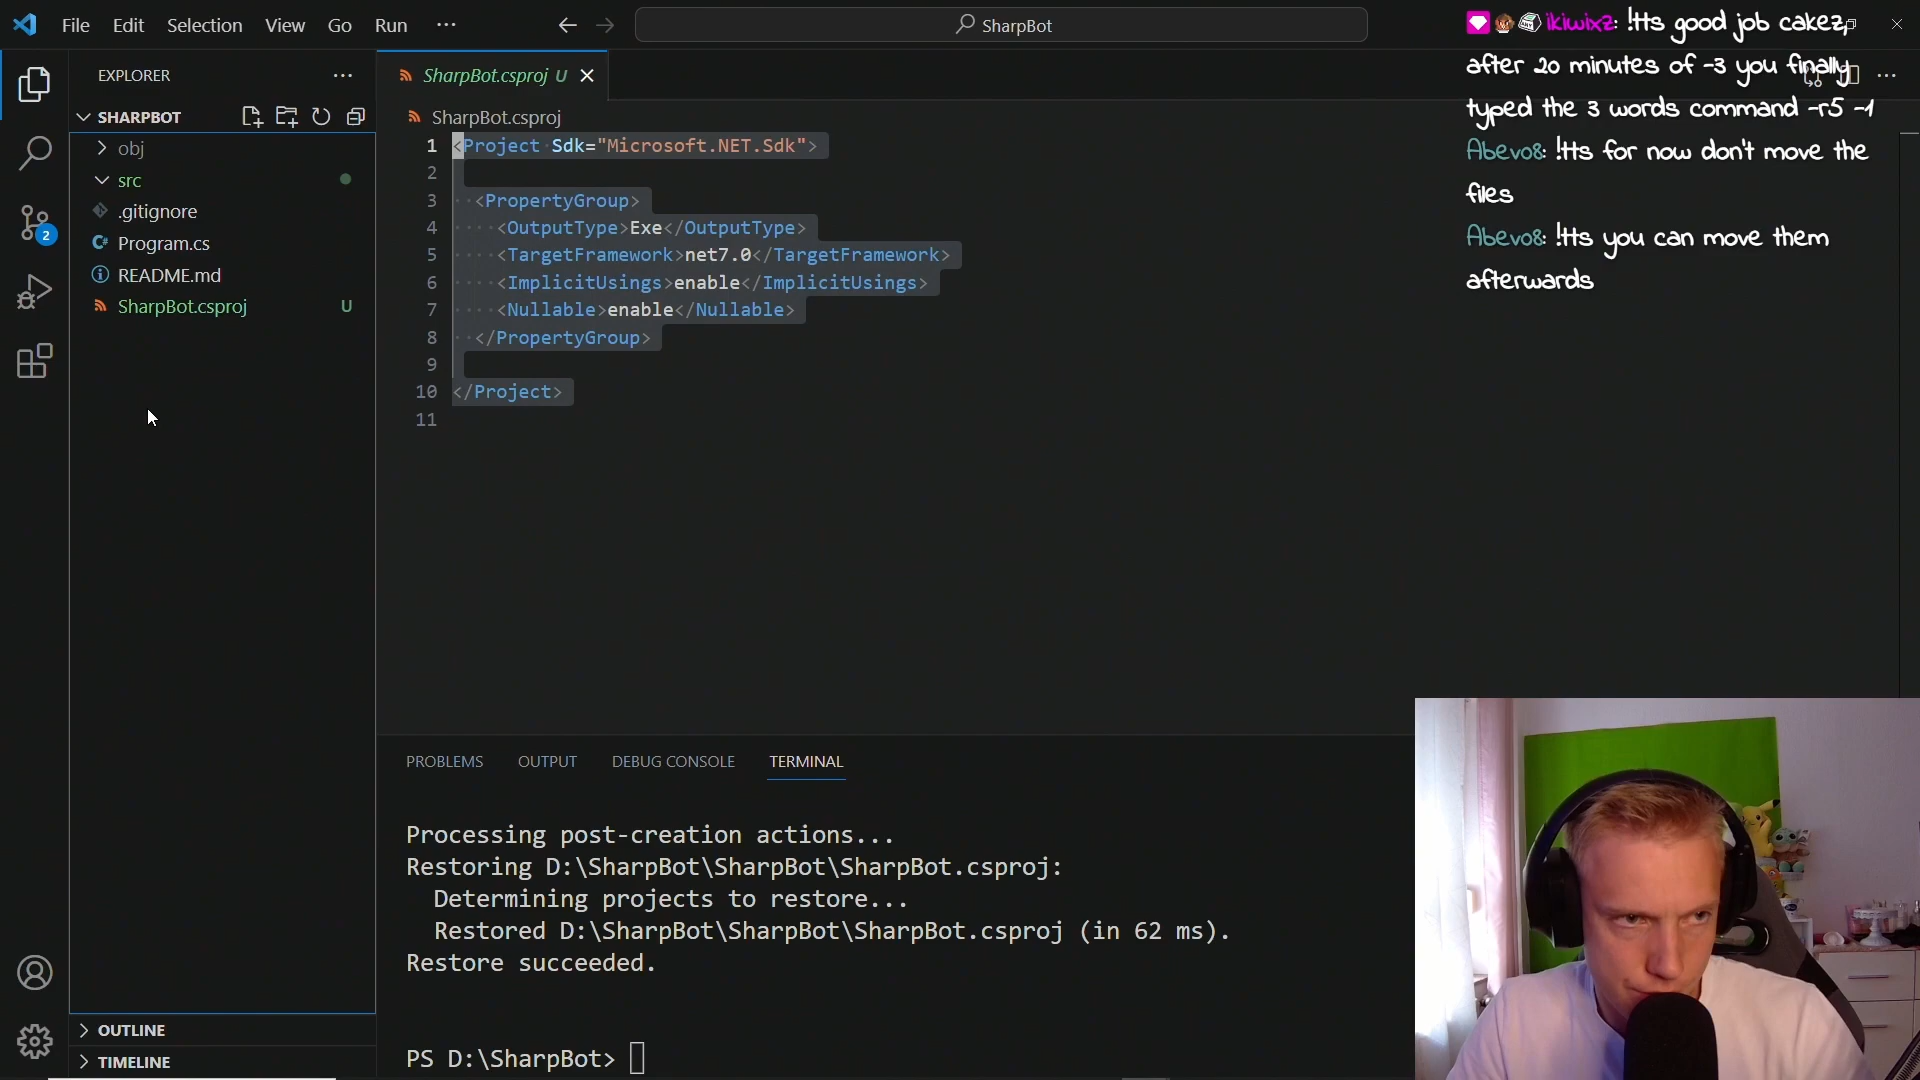 File Edit Selection View Go Run ···
SharpBot
EXPLORER ···
SHARPBOT
obj
src
.gitignore
Program.cs
README.md
SharpBot.csproj U
OUTLINE
TIMELINE
2
SharpBot.csproj U
SharpBot.csproj
1 <Project Sdk="Microsoft.NET.Sdk">
2
3 <PropertyGroup>
4 <OutputType>Exe</OutputType>
5 <TargetFramework>net7.0</TargetFramework>
6 <ImplicitUsings>enable</ImplicitUsings>
7 <Nullable>enable</Nullable>
8 </PropertyGroup>
9
10 </Project>
11
PROBLEMS OUTPUT DEBUG CONSOLE TERMINAL
Processing post-creation actions...
Restoring D:\SharpBot\SharpBot\SharpBot.csproj:
Determining projects to restore...
Restored D:\SharpBot\SharpBot\SharpBot.csproj (in 62 ms).
Restore succeeded.
PS D:\SharpBot>
ikiwixz: !tts good job cakez,
after 20 minutes of -3 you finally
typed the 3 words command -r5 -1
Abevo8: !tts for now don't move the
files
Abevo8: !tts you can move them
afterwards